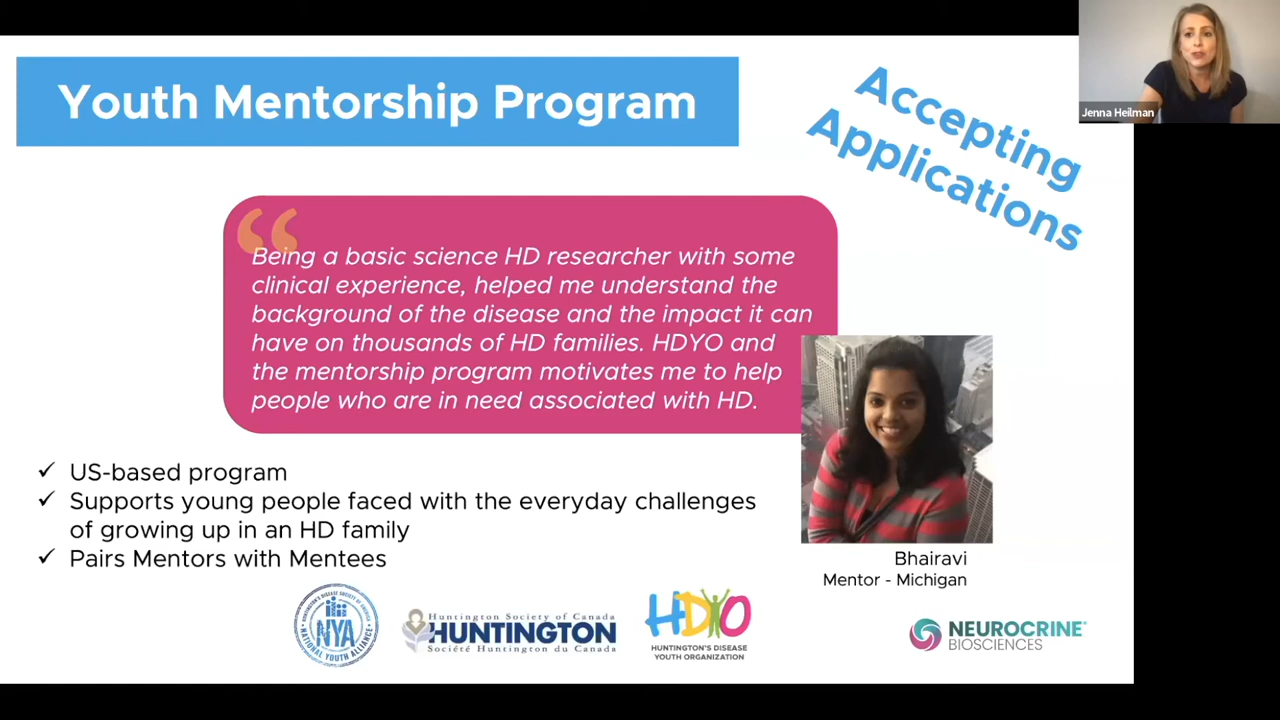 Youth Mentorship Program
Accepting
Applications
Jenna Heilman
“
Being a basic science HD researcher with some
clinical experience, helped me understand the
background of the disease and the impact it can
have on thousands of HD families. HDYO and
the mentorship program motivates me to help
people who are in need associated with HD.
✓ US-based program
✓ Supports young people faced with the everyday challenges
of growing up in an HD family
✓ Pairs Mentors with Mentees
Bhairavi
Mentor - Michigan
HUNTINGTON'S DISEASE SOCIETY OF AMERICA
NYA
NATIONAL YOUTH ALLIANCE
Huntington Society of Canada
HUNTINGTON
Société Huntington du Canada
HDYO
HUNTINGTON'S DISEASE
YOUTH ORGANIZATION
NEUROCRINE®
BIOSCIENCES